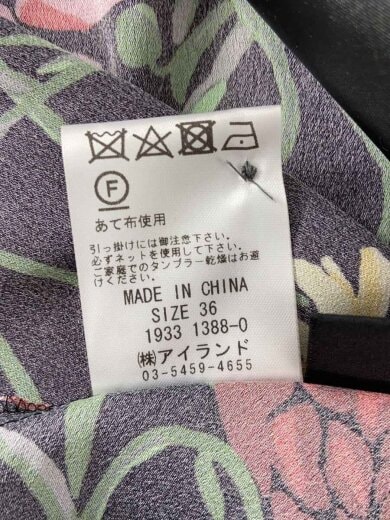 F
あて布使用
引っ掛けには御注意下さい。
必ずネットを使用して下さい。
ご家庭でのタンブラー乾燥はお避
けください。
MADE IN CHINA
SIZE 36
1933 1388-0
(株)アイランド
03-5459-4655